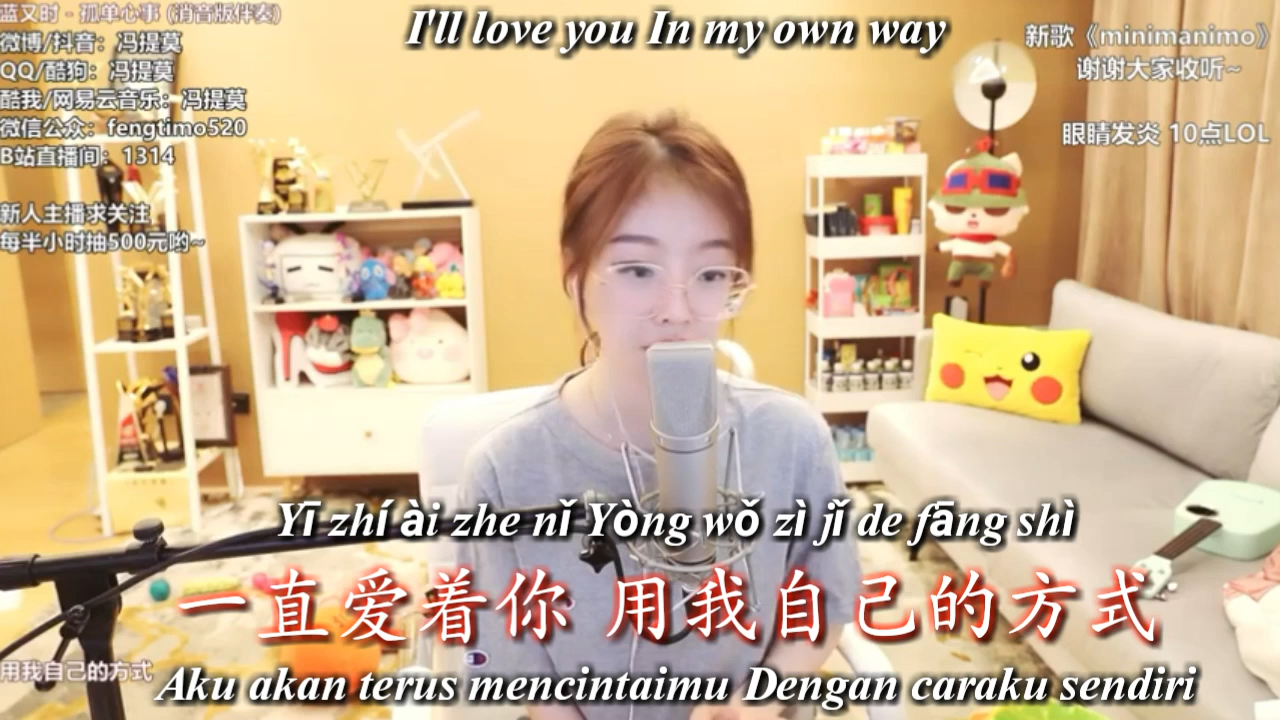 蓝又时 - 孤单心事 (消音版伴奏)
微博/抖音：冯提莫
QQ/酷狗：冯提莫
酷我/网易云音乐：冯提莫
微信公众：fengtimo520
B站直播间：1314
新人主播求关注
每半小时抽500元哟~
I'll love you In my own way
新歌《minimanimo》
谢谢大家收听~
眼睛发炎 10点LOL
Yī zhí ài zhe nǐ Yòng wǒ zì jǐ de fāng shì
一直爱着你 用我自己的方式
用我自己的方式
Aku akan terus mencintaimu Dengan caraku sendiri